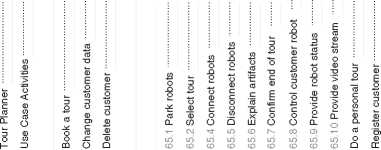 Tour Planner
Use Case Activities
Book a tour
Change customer data
Delete customer
65.1 Park robots
65.2 Select tour
65.4 Connect robots
65.5 Disconnect robots
65.6 Explain artifacts
65.7 Confirm end of tour
65.8 Control customer robot
65.9 Provide robot status
65.10 Provide video stream
Do a personal tour
Register customer